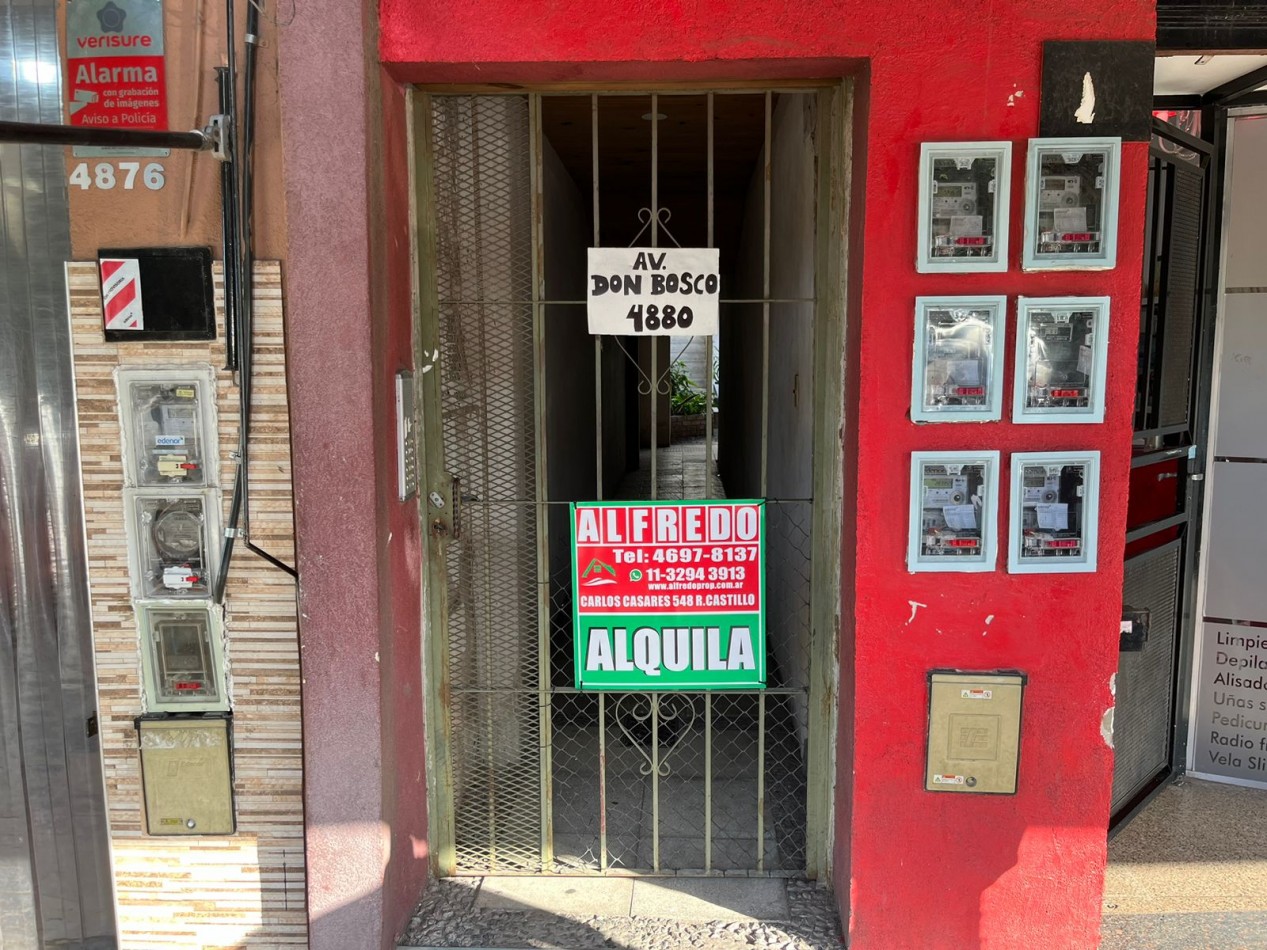 verisure
Alarma
con grabación
de imágenes
Aviso a Policía
4876
edenor
AV.
DON BOSCO
4880
ALFREDO
Tel: 4697-8137
11-3294 3913
www.alfredoprop.com.ar
CARLOS CASARES 548 R.CASTILLO
ALQUILA
Limpie
Depila
Alisado
Uñas s
Pedicur
Radio f
Vela Sli